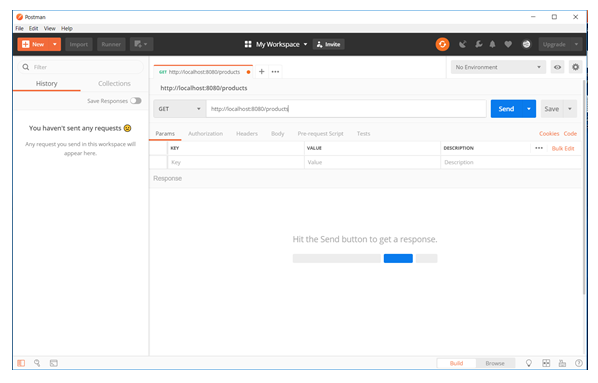 Postman
File Edit View Help
New Import Runner My Workspace Invite Upgrade
Filter
History Collections
Save Responses
You haven't sent any requests
Any request you send in this workspace will
appear here.
GET http://localhost:8080/products
No Environment
http://localhost:8080/products
GET http://localhost:8080/products Send Save
Params Authorization Headers Body Pre-request Script Tests Cookies Code
KEY VALUE DESCRIPTION Bulk Edit
Key Value Description
Response
Hit the Send button to get a response.
Build Browse